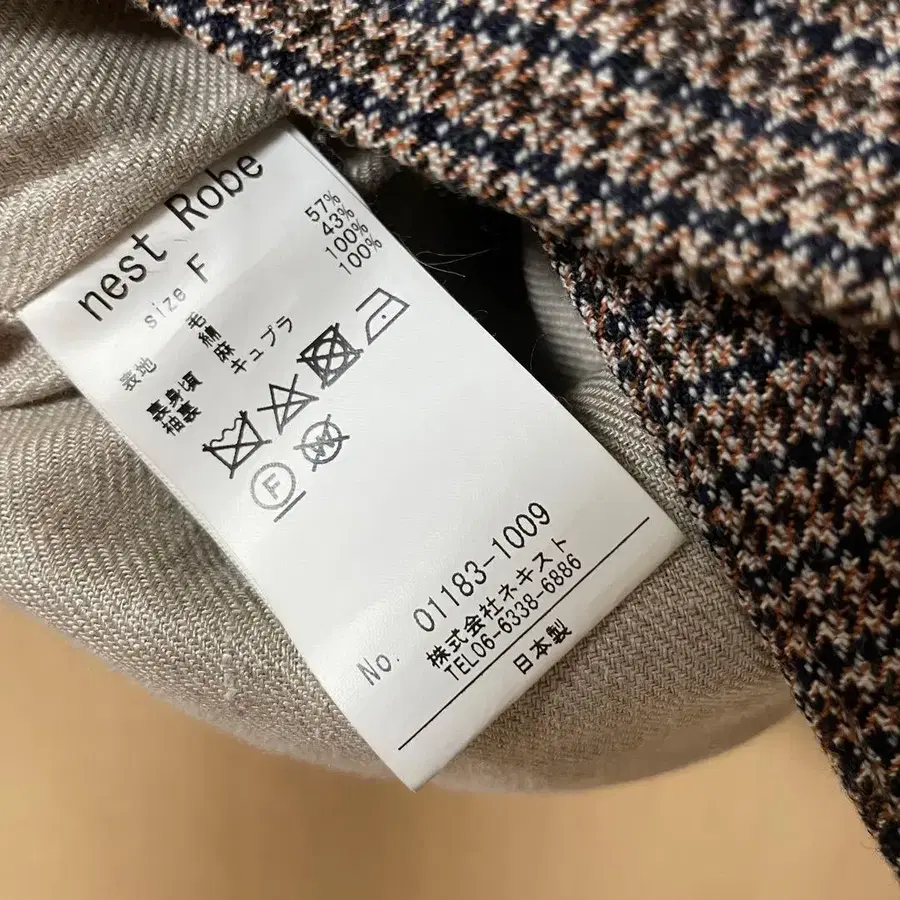 nest Robe
size F
表地 毛 57%
絹 43%
裏身頃 麻 100%
袖裏 キュプラ 100%
F W
No. 01183-1009
株式会社ネキスト
TEL06-6338-6886
日本製